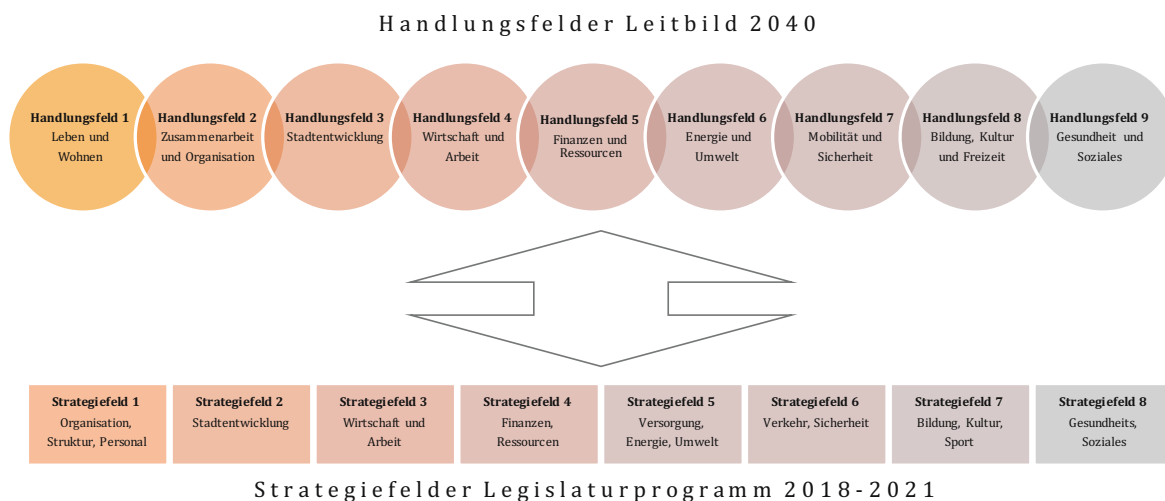 Handlungsfelder Leitbild 2040
Handlungsfeld 1
Leben und
Wohnen
Handlungsfeld 2
Zusammenarbeit
und Organisation
Handlungsfeld 3
Stadtentwicklung
Handlungsfeld 4
Wirtschaft und
Arbeit
Handlungsfeld 5
Finanzen und
Ressourcen
Handlungsfeld 6
Energie und
Umwelt
Handlungsfeld 7
Mobilität und
Sicherheit
Handlungsfeld 8
Bildung, Kultur
und Freizeit
Handlungsfeld 9
Gesundheit und
Soziales
Strategiefeld 1
Organisation,
Struktur, Personal
Strategiefeld 2
Stadtentwicklung
Strategiefeld 3
Wirtschaft und
Arbeit
Strategiefeld 4
Finanzen,
Ressourcen
Strategiefeld 5
Versorgung,
Energie, Umwelt
Strategiefeld 6
Verkehr, Sicherheit
Strategiefeld 7
Bildung, Kultur,
Sport
Strategiefeld 8
Gesundheits,
Soziales
Strategiefelder Legislaturprogramm 2018-2021